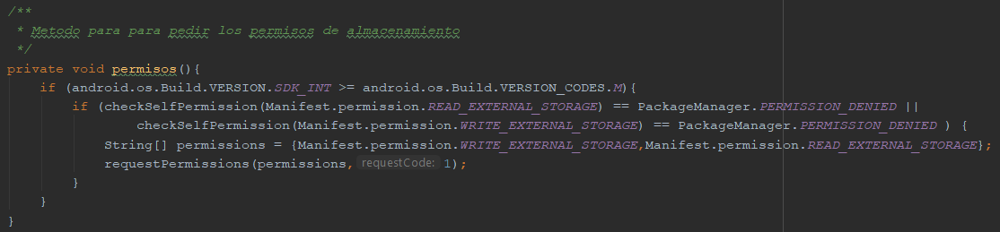 /**
 * Metodo para para pedir los permisos de almacenamiento
 */
private void permisos(){
    if (android.os.Build.VERSION.SDK_INT >= android.os.Build.VERSION_CODES.M){
        if (checkSelfPermission(Manifest.permission.READ_EXTERNAL_STORAGE) == PackageManager.PERMISSION_DENIED ||
                checkSelfPermission(Manifest.permission.WRITE_EXTERNAL_STORAGE) == PackageManager.PERMISSION_DENIED ) {
            String[] permissions = {Manifest.permission.WRITE_EXTERNAL_STORAGE,Manifest.permission.READ_EXTERNAL_STORAGE};
            requestPermissions(permissions, requestCode: 1);
        }
    }
}